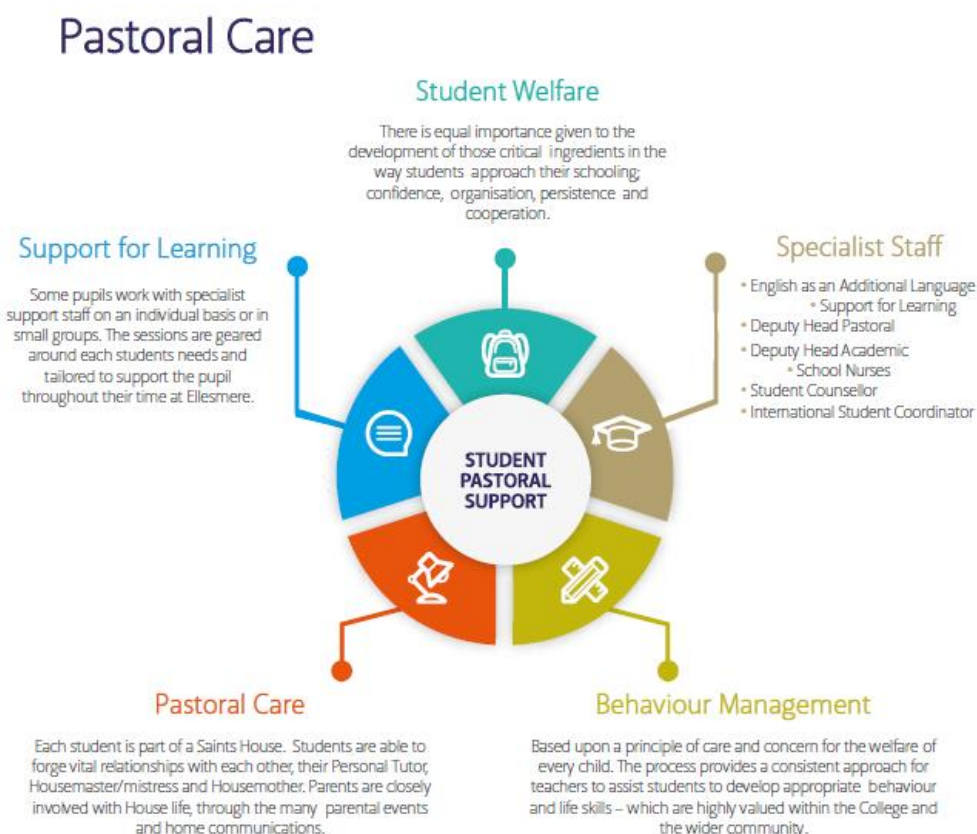 Pastoral Care
Student Welfare
There is equal importance given to the
development of those critical ingredients in the
way students approach their schooling;
confidence, organisation, persistence and
cooperation.
Support for Learning
Some pupils work with specialist
support staff on an individual basis or in
small groups. The sessions are geared
around each students needs and
tailored to support the pupil
throughout their time at Ellesmere.
Specialist Staff
• English as an Additional Language
• Support for Learning
• Deputy Head Pastoral
• Deputy Head Academic
• School Nurses
• Student Counsellor
• International Student Coordinator
STUDENT
PASTORAL
SUPPORT
Pastoral Care
Each student is part of a Saints House. Students are able to
forge vital relationships with each other, their Personal Tutor,
Housemaster/mistress and Housemother. Parents are closely
involved with House life, through the many parental events
and home communications.
Behaviour Management
Based upon a principle of care and concern for the welfare of
every child. The process provides a consistent approach for
teachers to assist students to develop appropriate behaviour
and life skills – which are highly valued within the College and
the wider community.